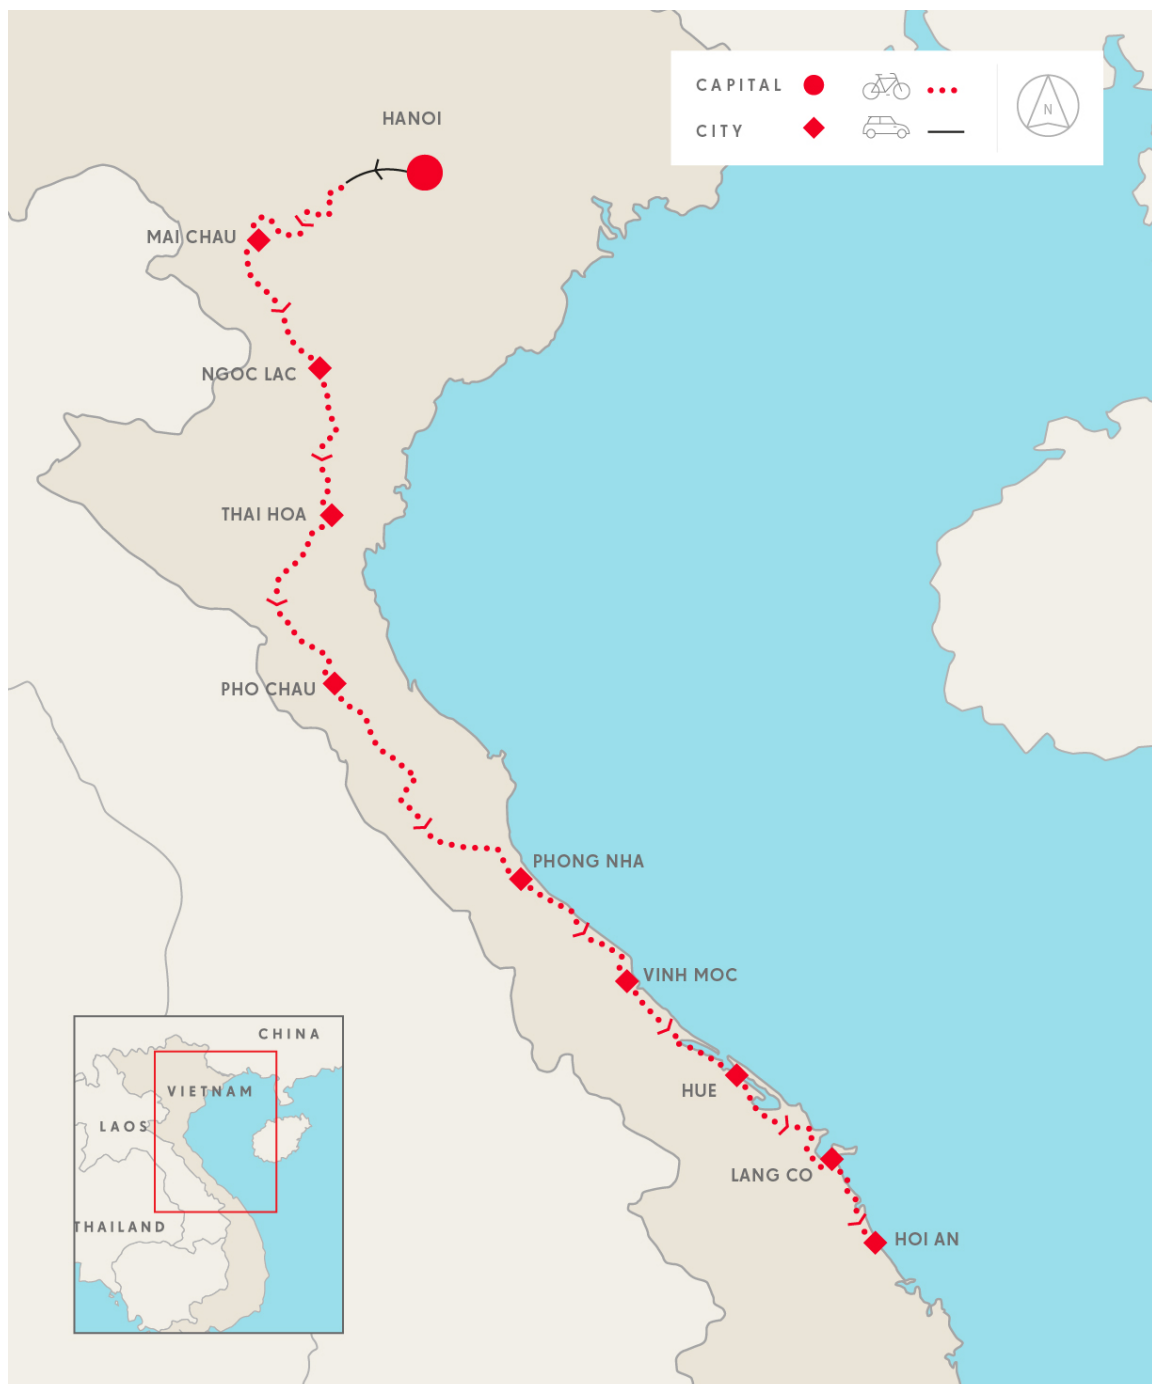 CAPITAL
CITY
N
HANOI
MAI CHAU
NGOC LAC
THAI HOA
PHO CHAU
PHONG NHA
VINH MOC
HUE
LANG CO
HOI AN
CHINA
VIETNAM
LAOS
THAILAND